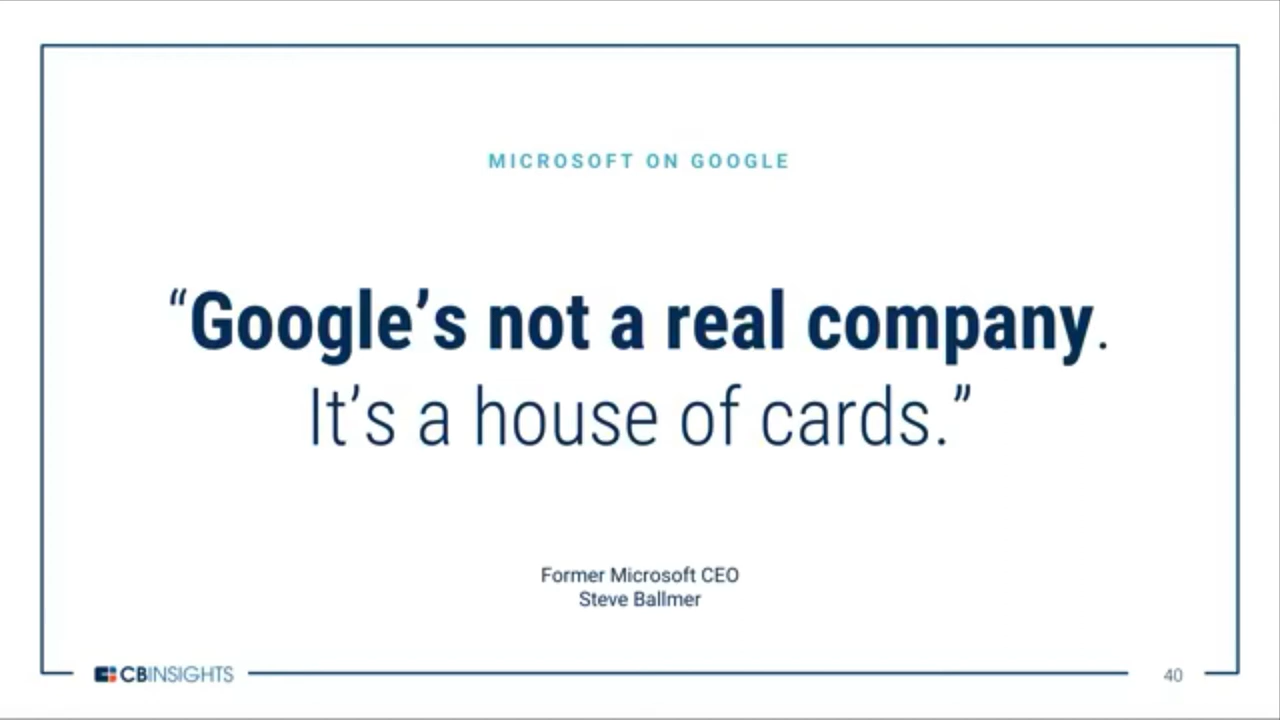 MICROSOFT ON GOOGLE
“Google’s not a real company.
It’s a house of cards.”
Former Microsoft CEO
Steve Ballmer
CBINSIGHTS
40